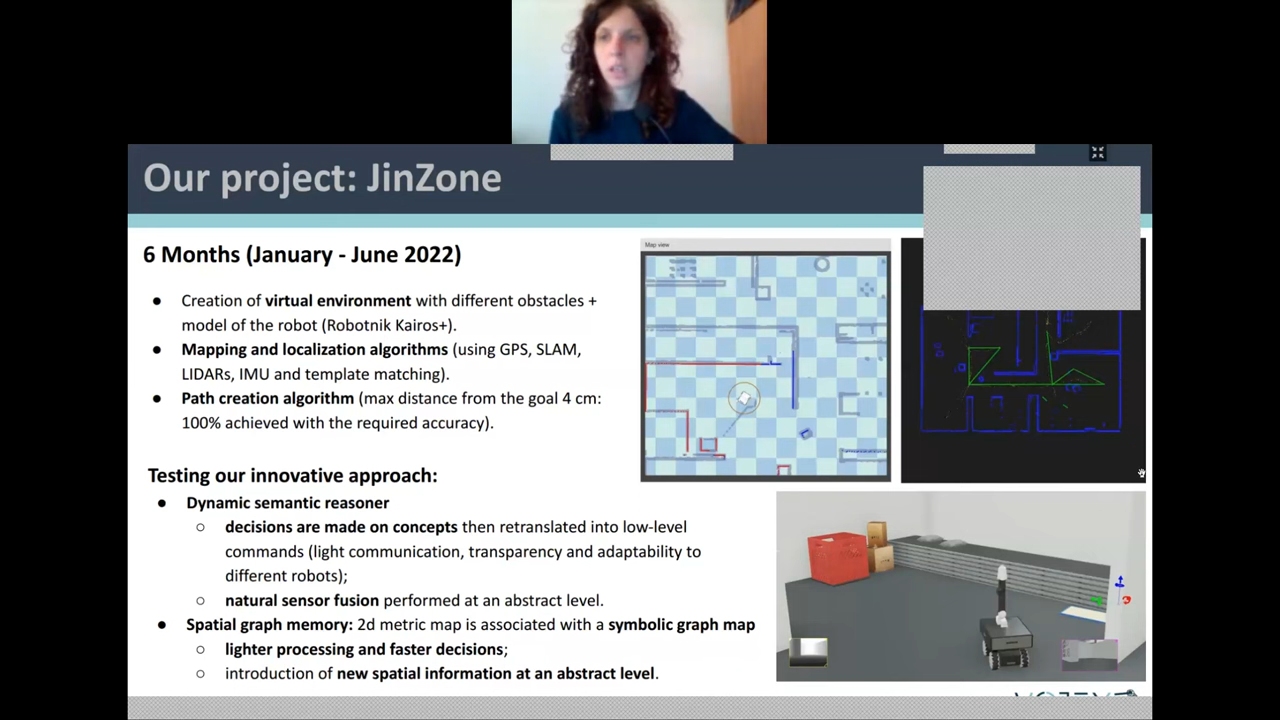 Our project: JinZone
6 Months (January - June 2022)
● Creation of virtual environment with different obstacles +
model of the robot (Robotnik Kairos+).
● Mapping and localization algorithms (using GPS, SLAM,
LIDARs, IMU and template matching).
● Path creation algorithm (max distance from the goal 4 cm:
100% achieved with the required accuracy).
Testing our innovative approach:
● Dynamic semantic reasoner
○ decisions are made on concepts then retranslated into low-level
commands (light communication, transparency and adaptability to
different robots);
○ natural sensor fusion performed at an abstract level.
● Spatial graph memory: 2d metric map is associated with a symbolic graph map
○ lighter processing and faster decisions;
○ introduction of new spatial information at an abstract level.
Map view